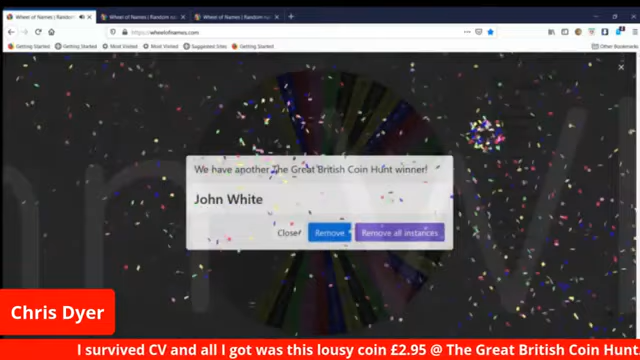 Wheel of Names | Random
Wheel of Names | Random na
Wheel of Names | Random na
https://wheelofnames.com
Getting Started
Getting Started
Most Visited
Most Visited
Suggested Sites
Most Visited
Getting Started
Other Bookmarks
We have another The Great British Coin Hunt winner!
John White
Close
Remove
Remove all instances
Chris Dyer
I survived CV and all I got was this lousy coin £2.95 @ The Great British Coin Hunt